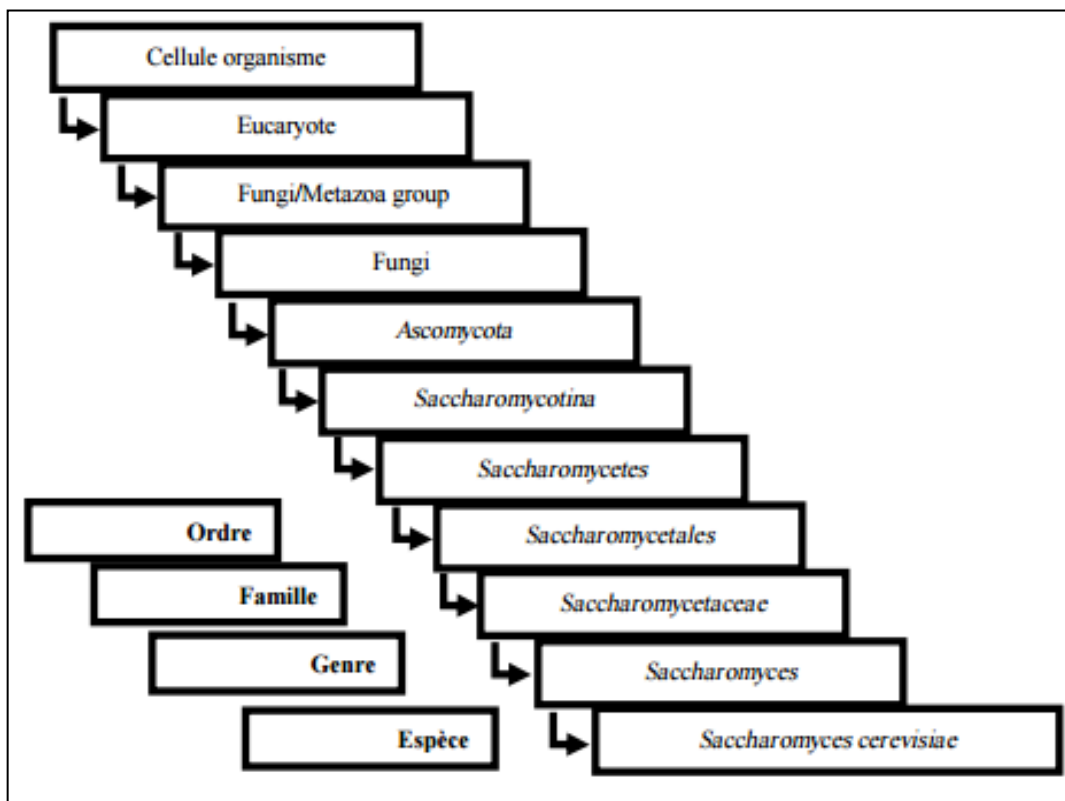 Cellule organisme
Eucaryote
Fungi/Metazoa group
Fungi
Ascomycota
Saccharomycotina
Saccharomycetes
Ordre
Saccharomycetales
Famille
Saccharomycetaceae
Genre
Saccharomyces
Espèce
Saccharomyces cerevisiae